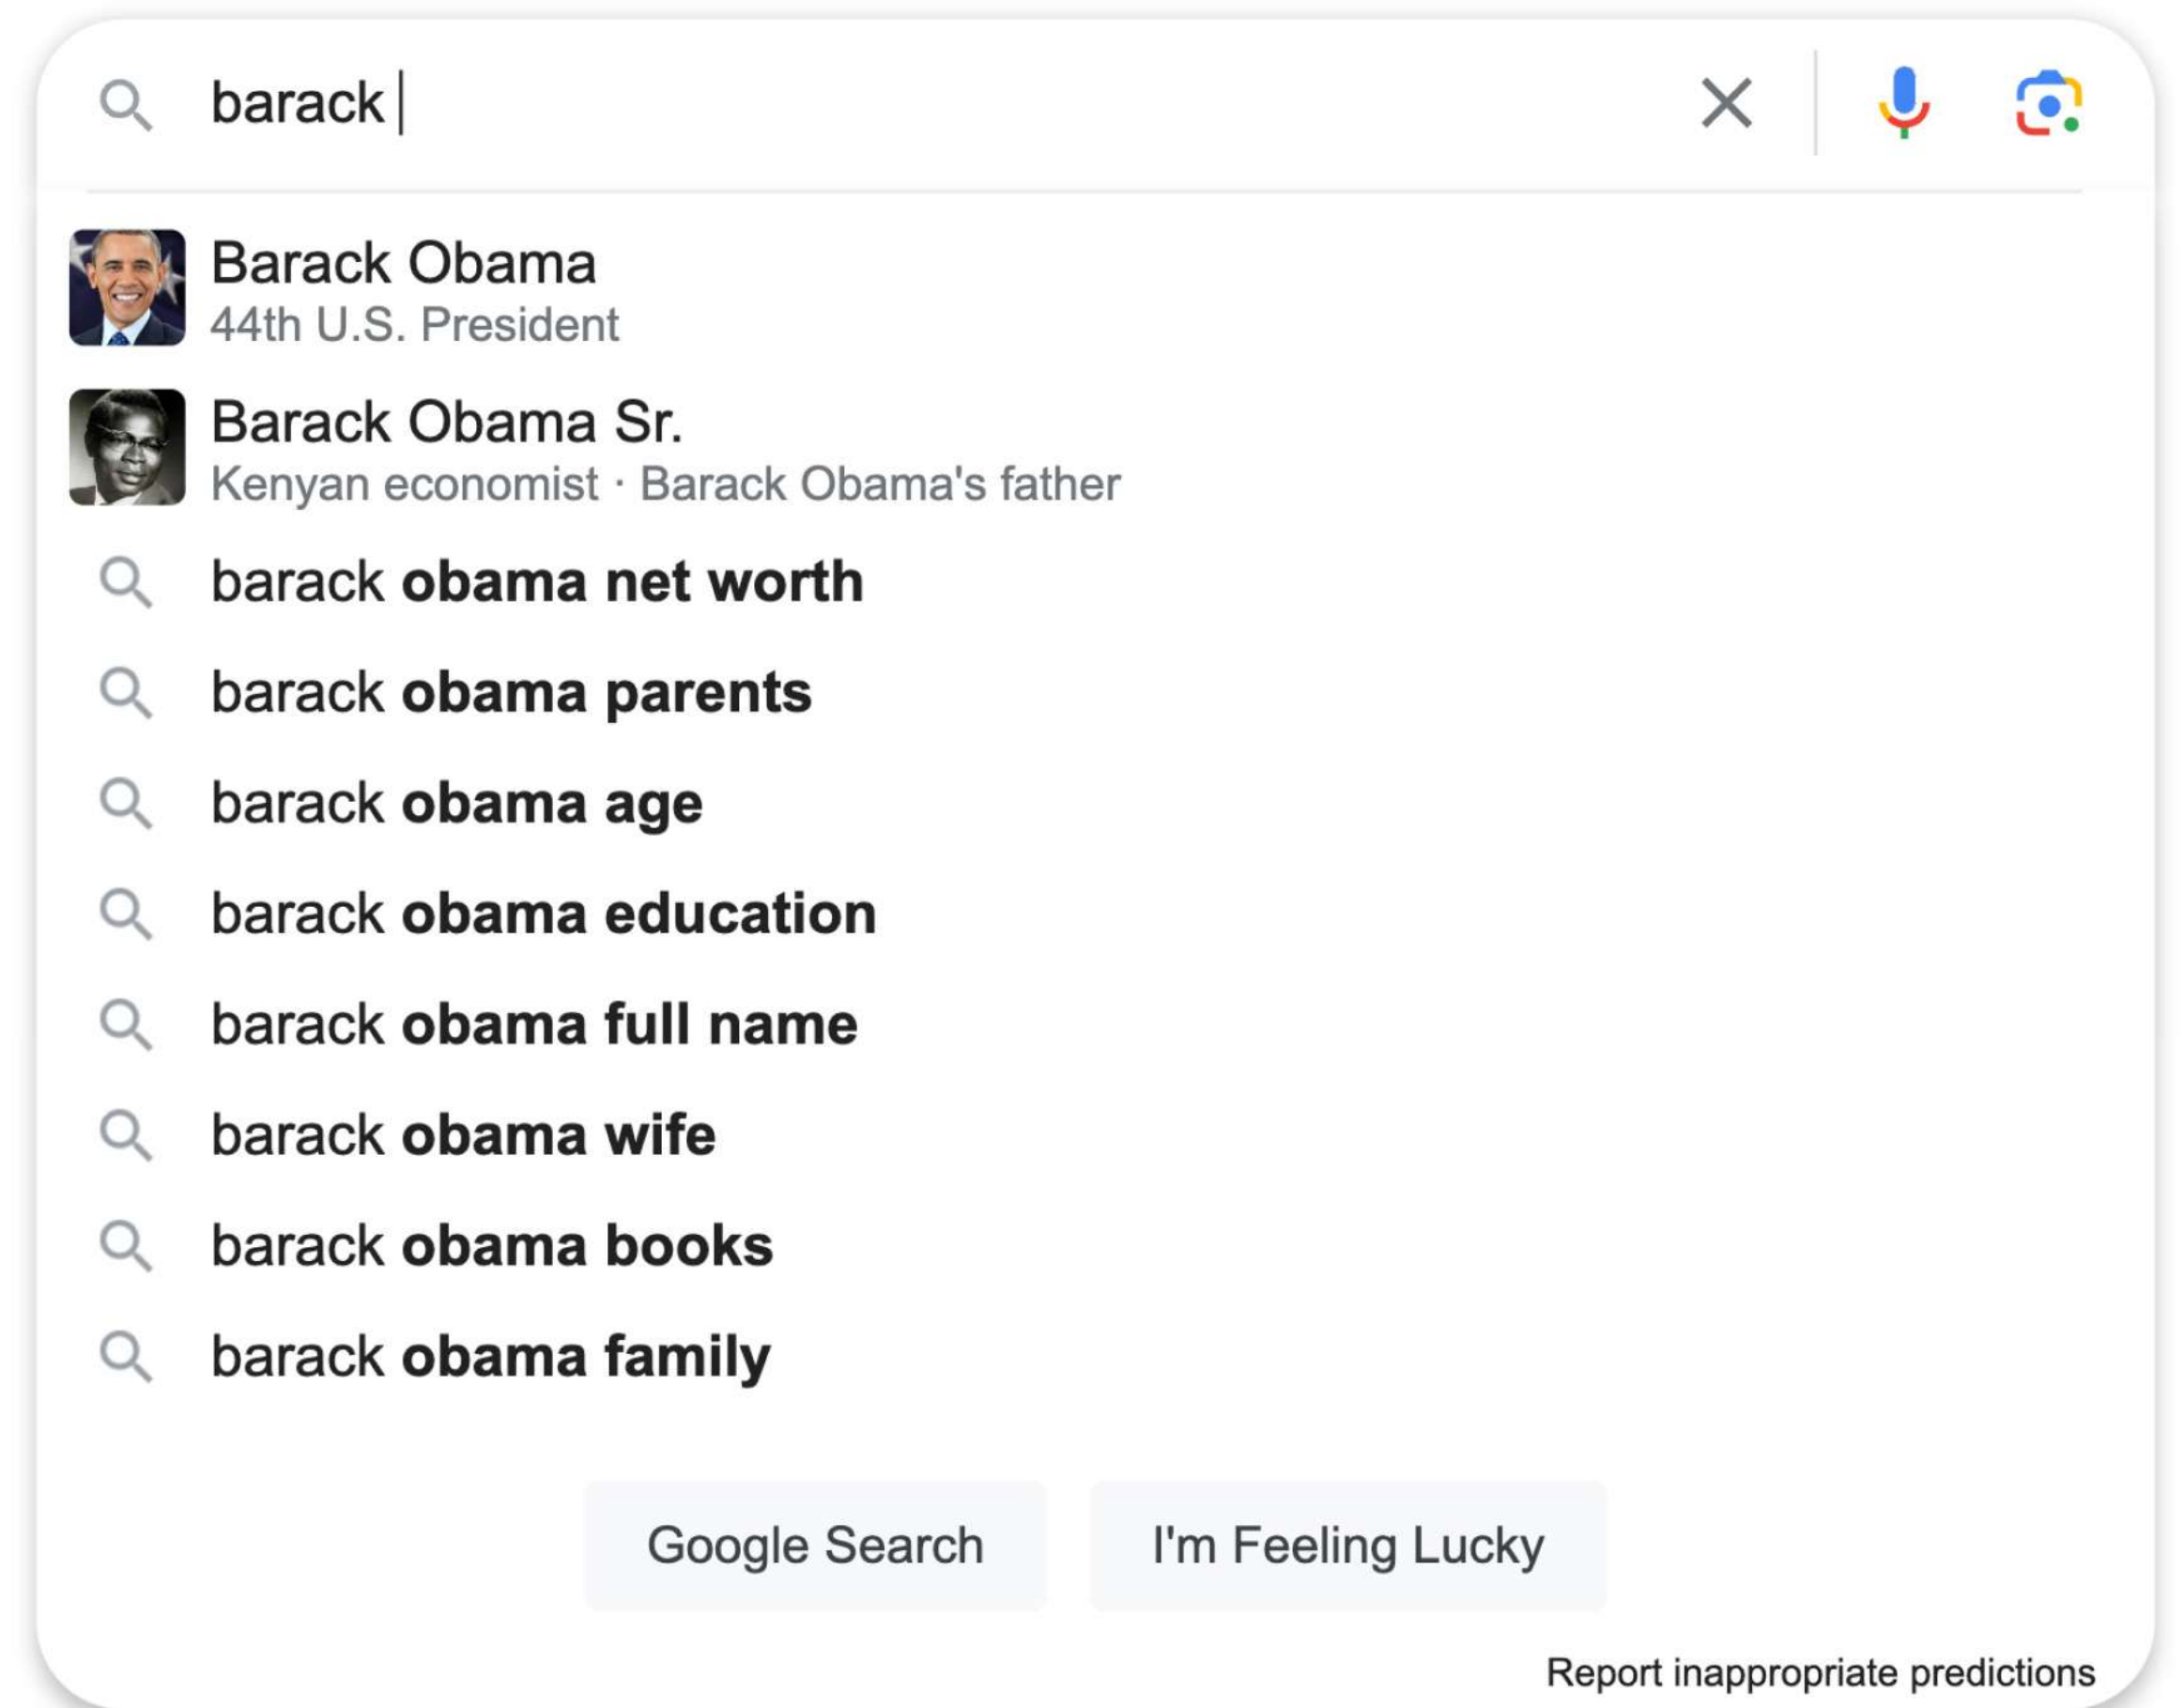 barack
Barack Obama
44th U.S. President
Barack Obama Sr.
Kenyan economist · Barack Obama's father
barack obama net worth
barack obama parents
barack obama age
barack obama education
barack obama full name
barack obama wife
barack obama books
barack obama family
Google Search
I'm Feeling Lucky
Report inappropriate predictions